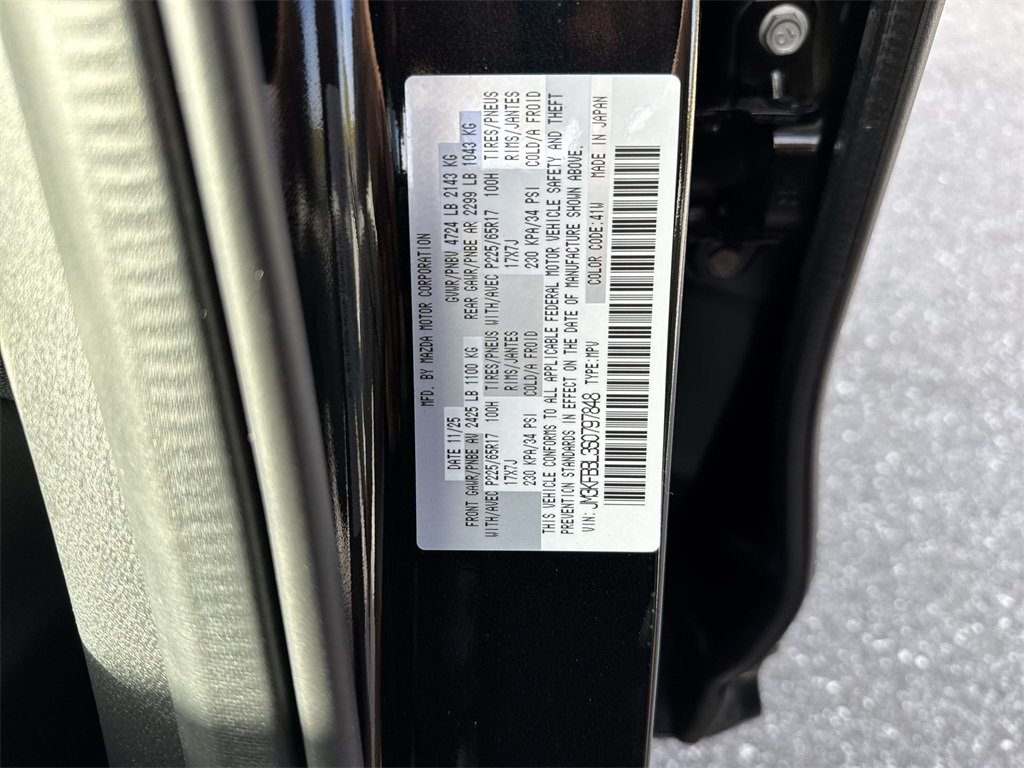 MFD. BY MAZDA MOTOR CORPORATION
DATE 11/25 GVWR/PNBV 4724 LB 2143 KG
FRONT GAWR/PNBE AV 2425 LB 1100 KG REAR GAWR/PNBE AR 2299 LB 1043 KG
WITH/AVEC P225/65R17 100H TIRES/PNEUS WITH/AVEC P225/65R17 100H TIRES/PNEUS
17X7J RIMS/JANTES 17X7J RIMS/JANTES
230 KPA/34 PSI COLD/A FROID 230 KPA/34 PSI COLD/A FROID
THIS VEHICLE CONFORMS TO ALL APPLICABLE FEDERAL MOTOR VEHICLE SAFETY AND THEFT
PREVENTION STANDARDS IN EFFECT ON THE DATE OF MANUFACTURE SHOWN ABOVE.
VIN: JM3KFBBL3S0797848 TYPE:MPV COLOR CODE:41W MADE IN JAPAN
10